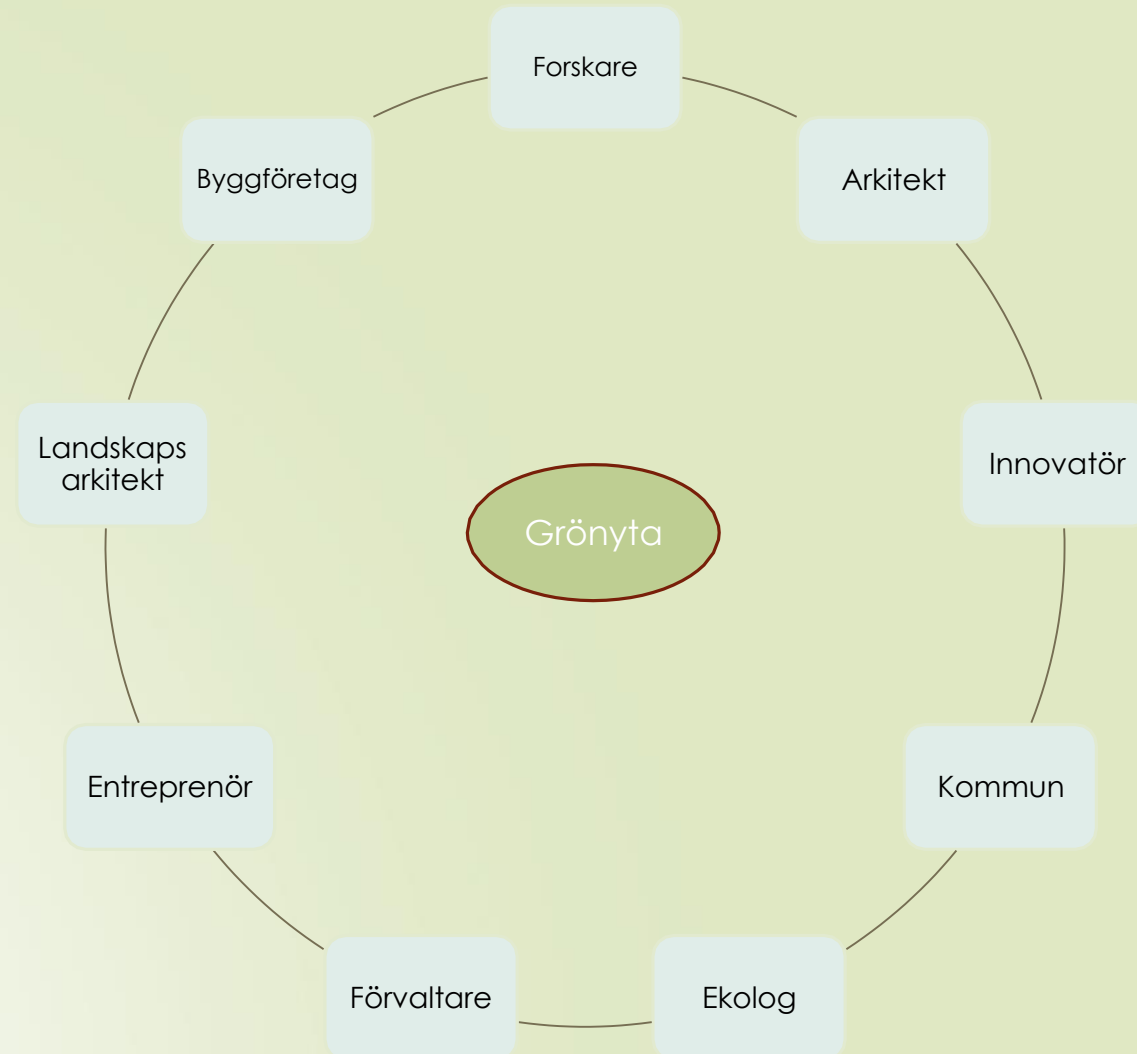 Forskare
Byggföretag
Arkitekt
Landskaps
arkitekt
Innovatör
Grönyta
Entreprenör
Kommun
Förvaltare
Ekolog